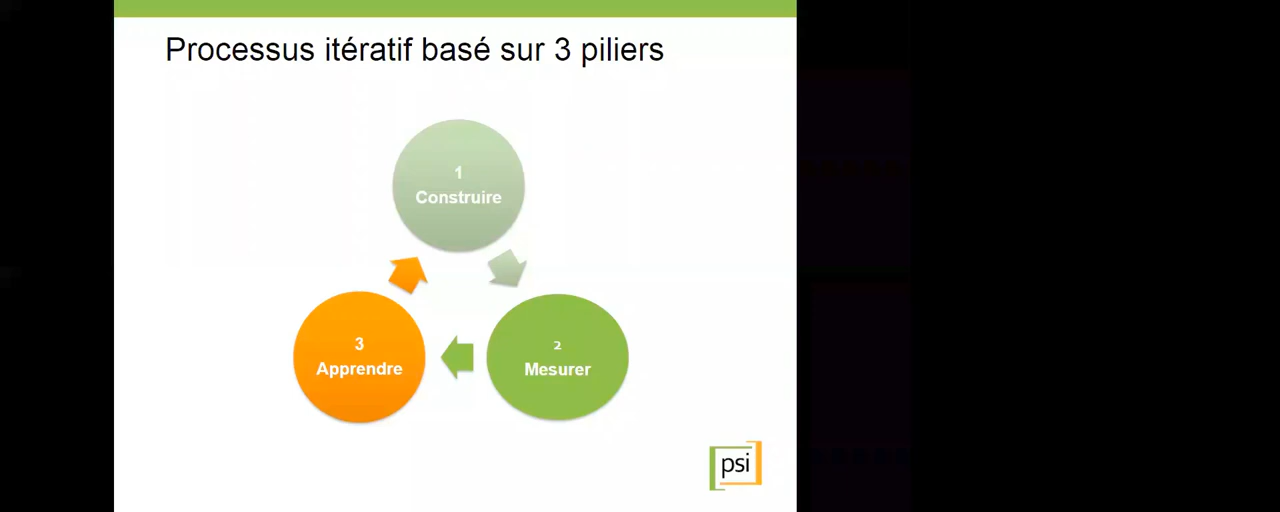 Processus itératif basé sur 3 piliers
1
Construire
2
Mesurer
3
Apprendre
psi